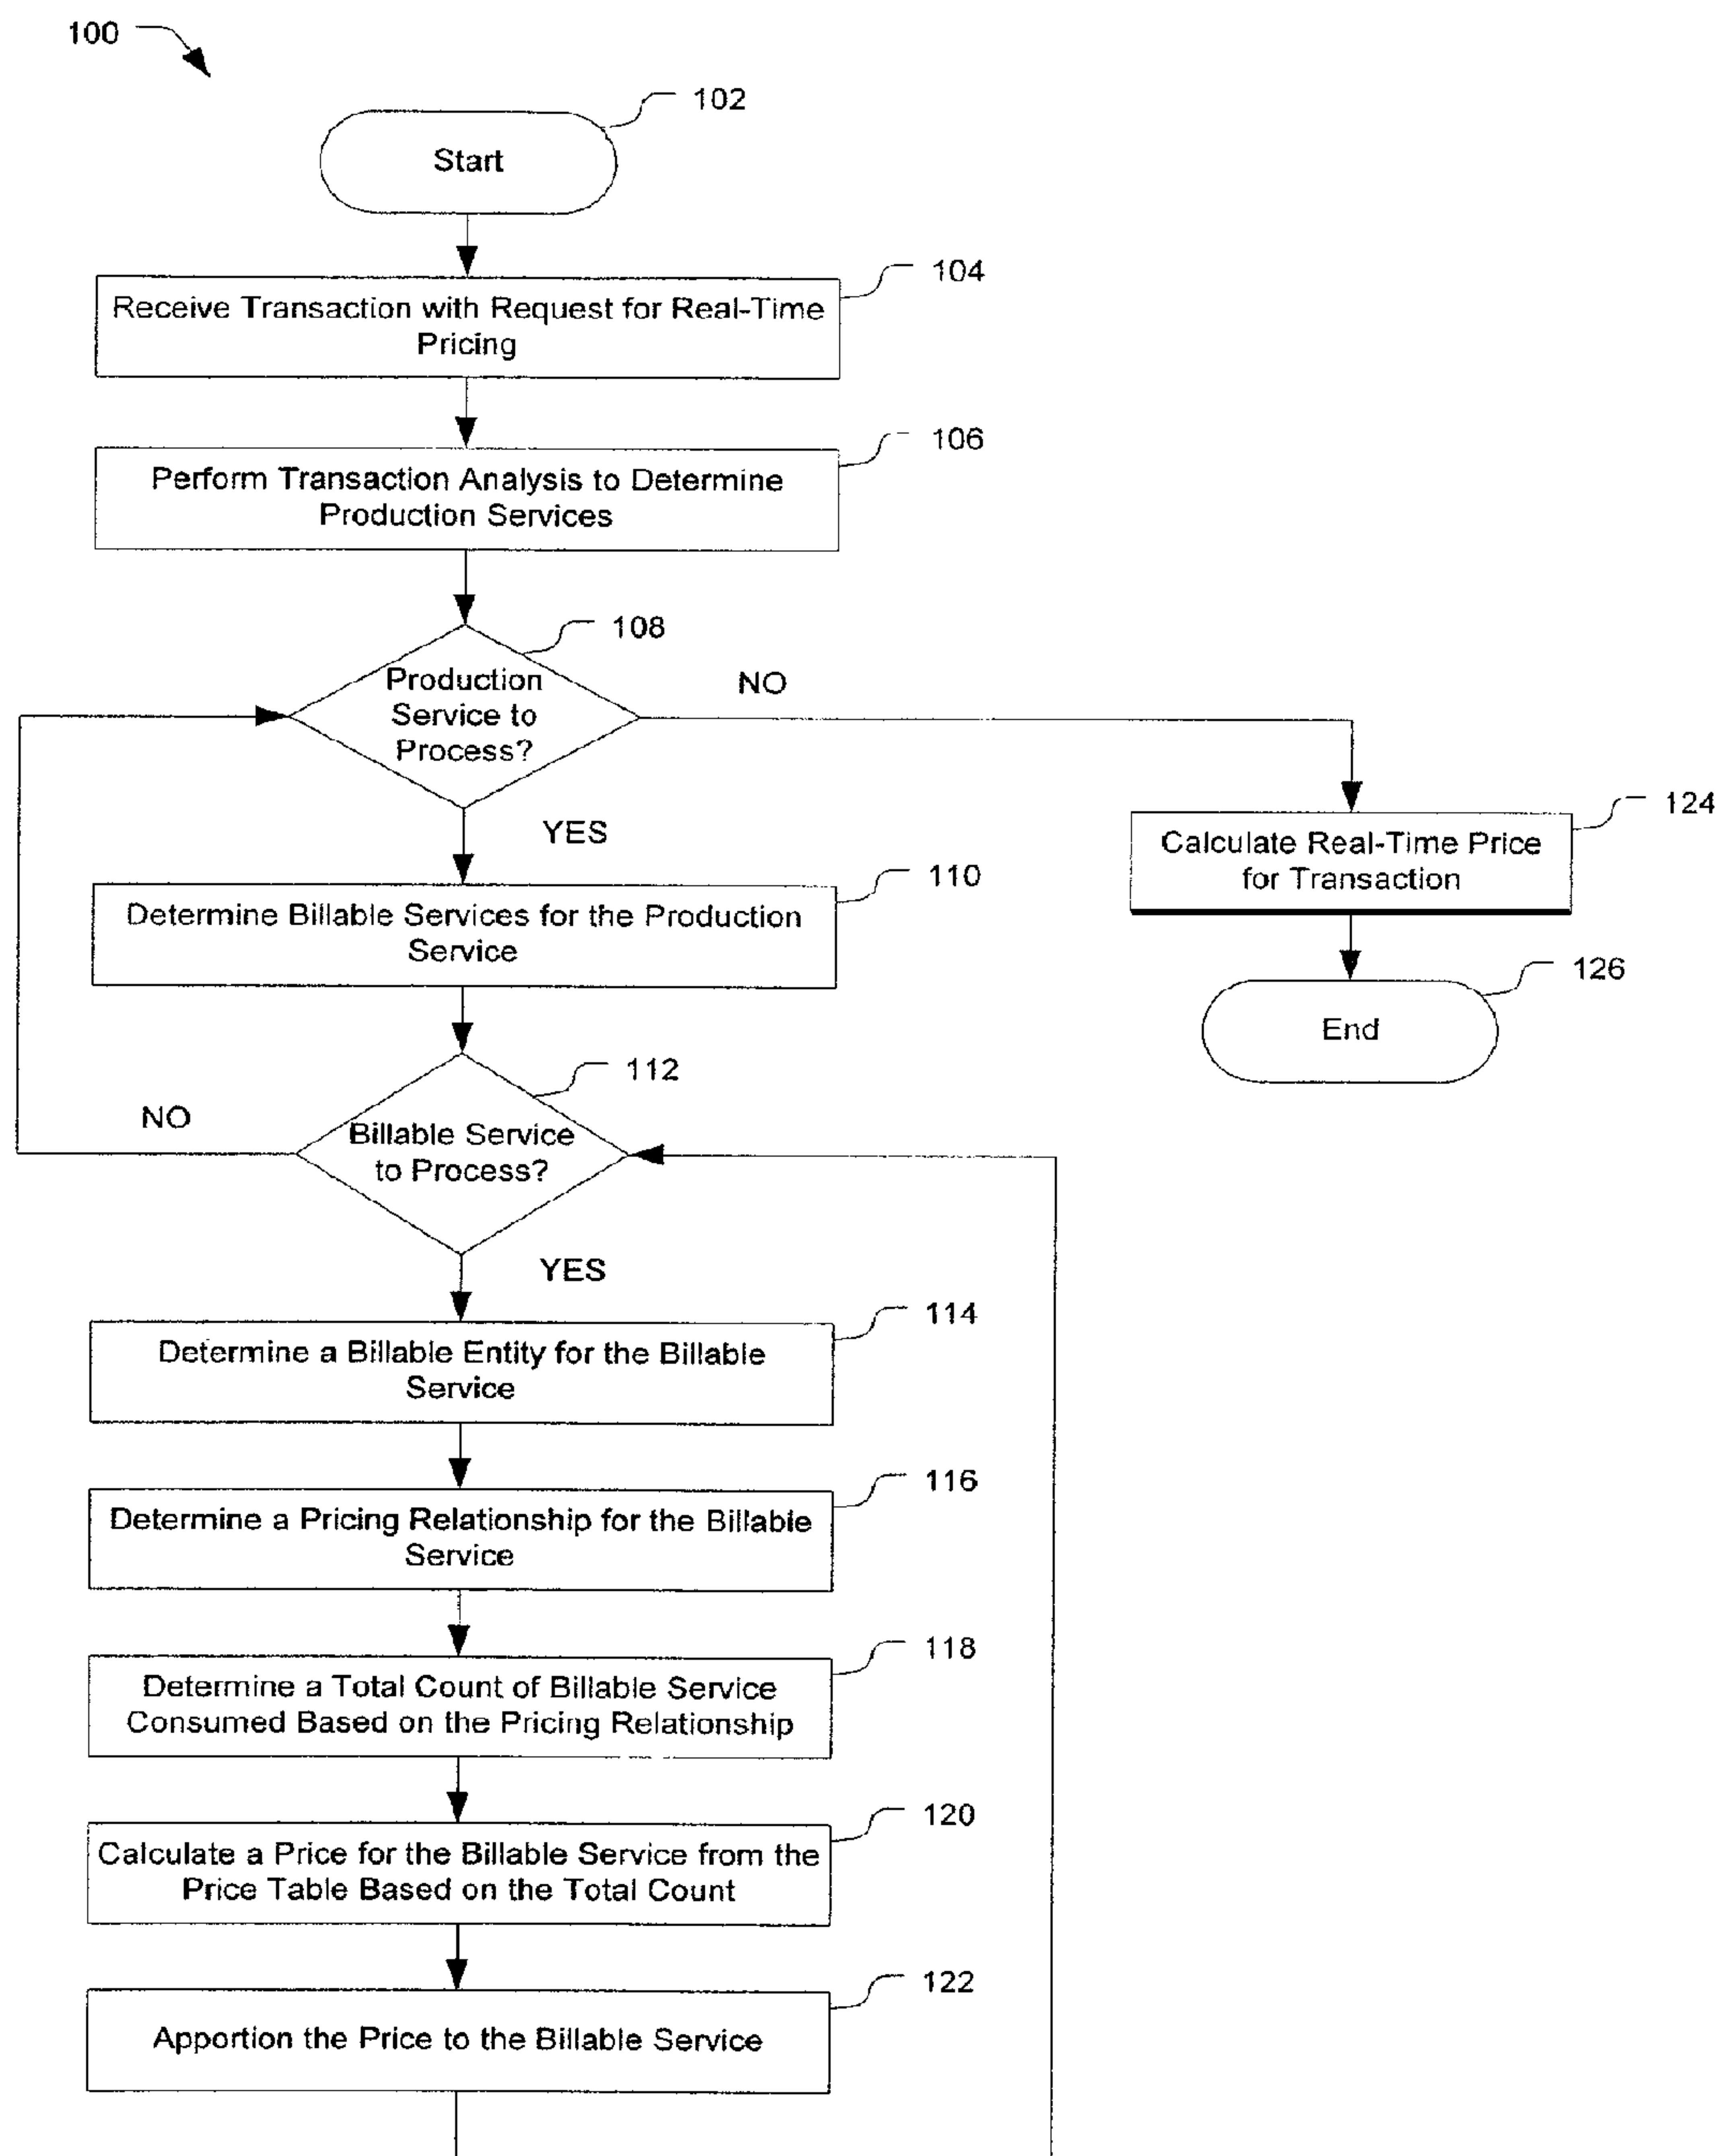 100
102
Start
104
Receive Transaction with Request for Real-Time
Pricing
106
Perform Transaction Analysis to Determine
Production Services
108
Production
Service to
Process?
NO
YES
124
Calculate Real-Time Price
for Transaction
110
Determine Billable Services for the Production
Service
126
End
112
Billable Service
to Process?
NO
YES
114
Determine a Billable Entity for the Billable
Service
116
Determine a Pricing Relationship for the Billable
Service
118
Determine a Total Count of Billable Service
Consumed Based on the Pricing Relationship
120
Calculate a Price for the Billable Service from the
Price Table Based on the Total Count
122
Apportion the Price to the Billable Service